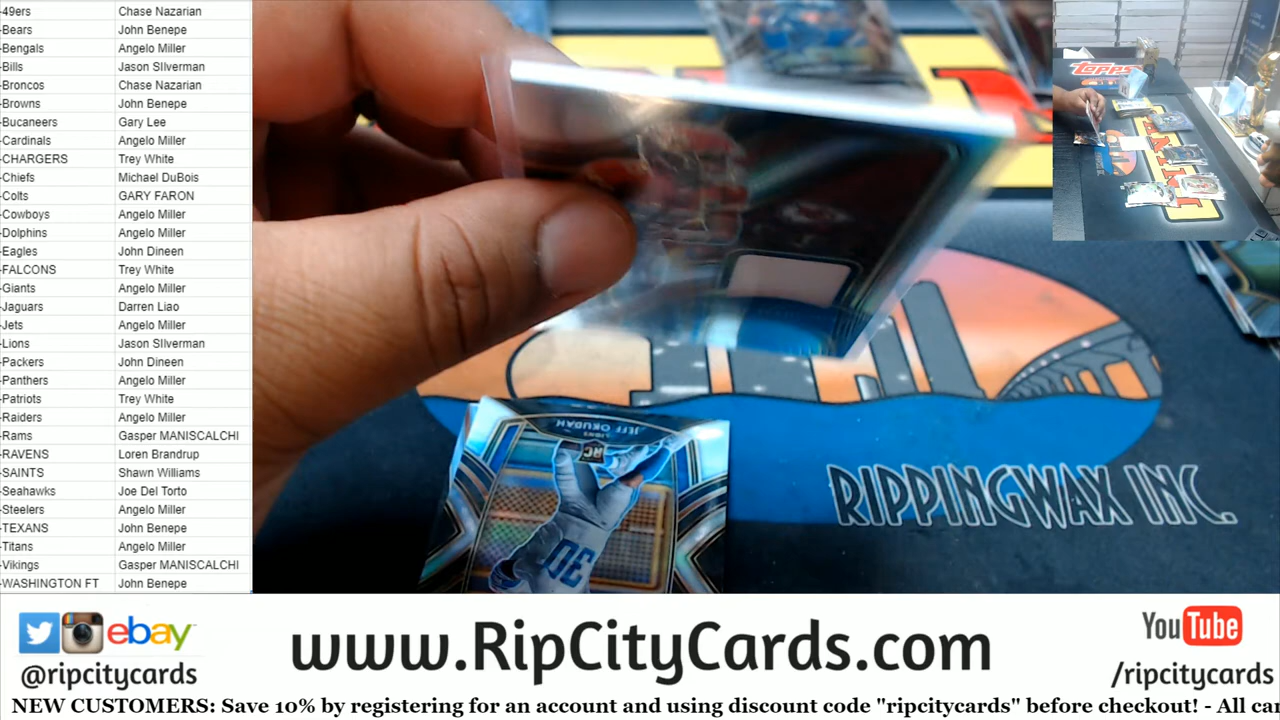 -49ers Chase Nazarian
-Bears John Benepe
-Bengals Angelo Miller
-Bills Jason SIlverman
-Broncos Chase Nazarian
-Browns John Benepe
-Bucaneers Gary Lee
-Cardinals Angelo Miller
-CHARGERS Trey White
-Chiefs Michael DuBois
-Colts GARY FARON
-Cowboys Angelo Miller
-Dolphins Angelo Miller
-Eagles John Dineen
-FALCONS Trey White
-Giants Angelo Miller
-Jaguars Darren Liao
-Jets Angelo Miller
-Lions Jason SIlverman
-Packers John Dineen
-Panthers Angelo Miller
-Patriots Trey White
-Raiders Angelo Miller
-Rams Gasper MANISCALCHI
-RAVENS Loren Brandrup
-SAINTS Shawn Williams
-Seahawks Joe Del Torto
-Steelers Angelo Miller
-TEXANS John Benepe
-Titans Angelo Miller
-Vikings Gasper MANISCALCHI
-WASHINGTON FT John Benepe
Topps
JEFF OKUDAH
LIONS
RC
30
RIPPINGWAX INC.
ebay
@ripcitycards
www.RipCityCards.com
YouTube
/ripcitycards
NEW CUSTOMERS: Save 10% by registering for an account and using discount code "ripcitycards" before checkout! - All